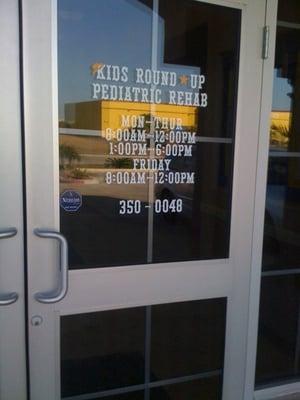 KIDS ROUND UP
PEDIATRIC REHAB
MON-THUR
8:00AM-12:00PM
1:00PM-6:00PM
FRIDAY
8:00AM-12:00PM
350-0048